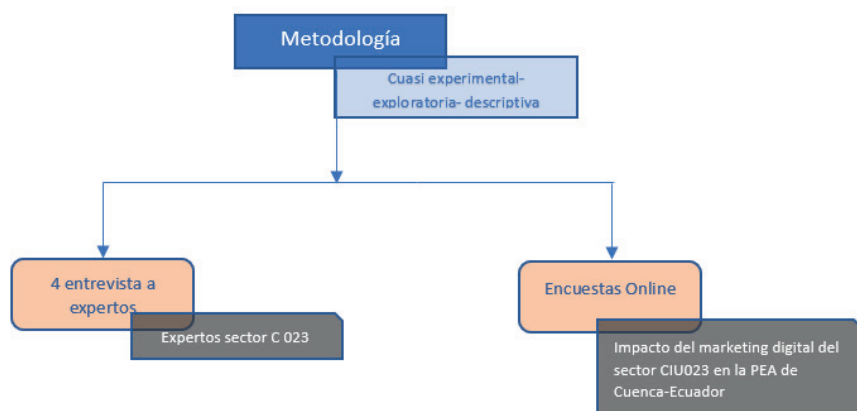 Metodología
Cuasi experimental-
exploratoria- descriptiva
4 entrevista a
expertos
Expertos sector C 023
Encuestas Online
Impacto del marketing digital del
sector CIU023 en la PEA de
Cuenca-Ecuador